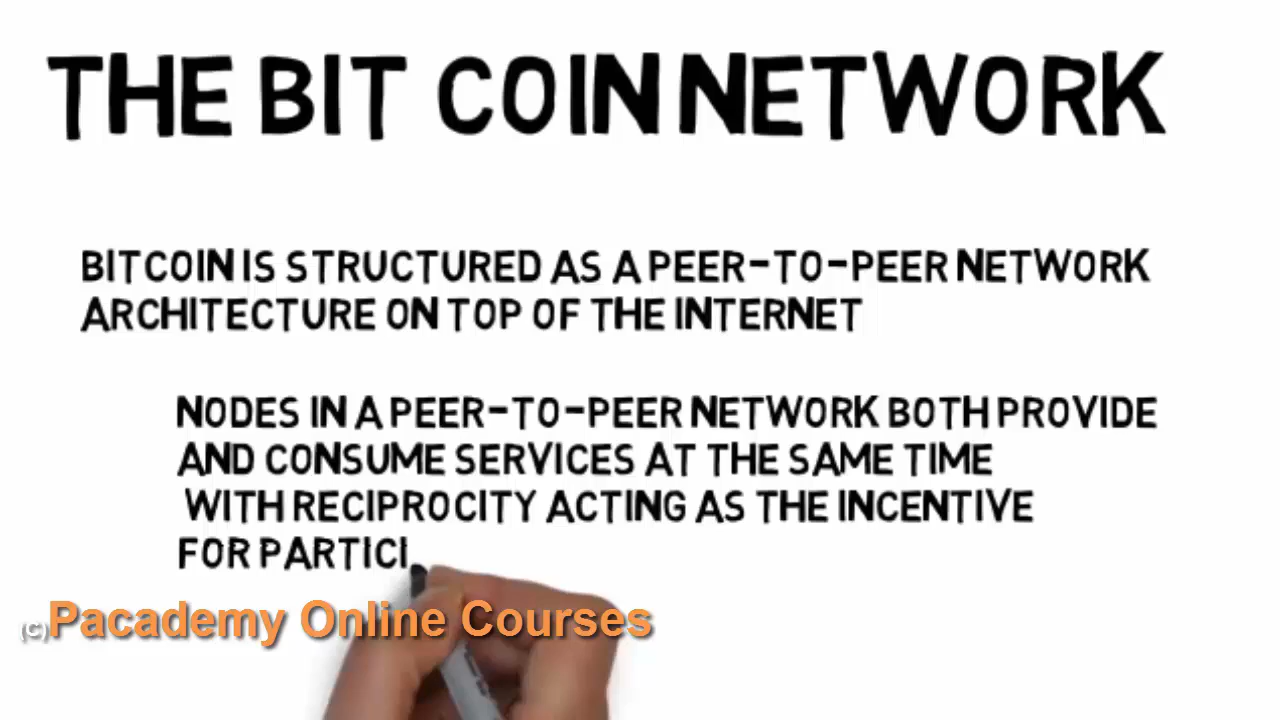 THE BIT COIN NETWORK
BITCOIN IS STRUCTURED AS A PEER-TO-PEER NETWORK
ARCHITECTURE ON TOP OF THE INTERNET
NODES IN A PEER-TO-PEER NETWORK BOTH PROVIDE
AND CONSUME SERVICES AT THE SAME TIME
WITH RECIPROCITY ACTING AS THE INCENTIVE
FOR PARTICI
(C)Pacademy Online Courses